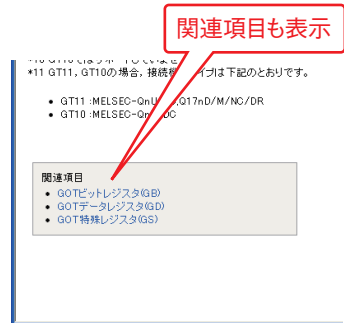 関連項目も表示
*11 GT11, GT10の場合, 接続
イプは下記のとおりです。
• GT11 :MELSEC-QnU
,Q17nD/M/NC/DR
• GT10 :MELSEC-Qn
DC
関連項目
• GOTビットレジスタ(GB)
• GOTデータレジスタ(GD)
• GOT特殊レジスタ(GS)